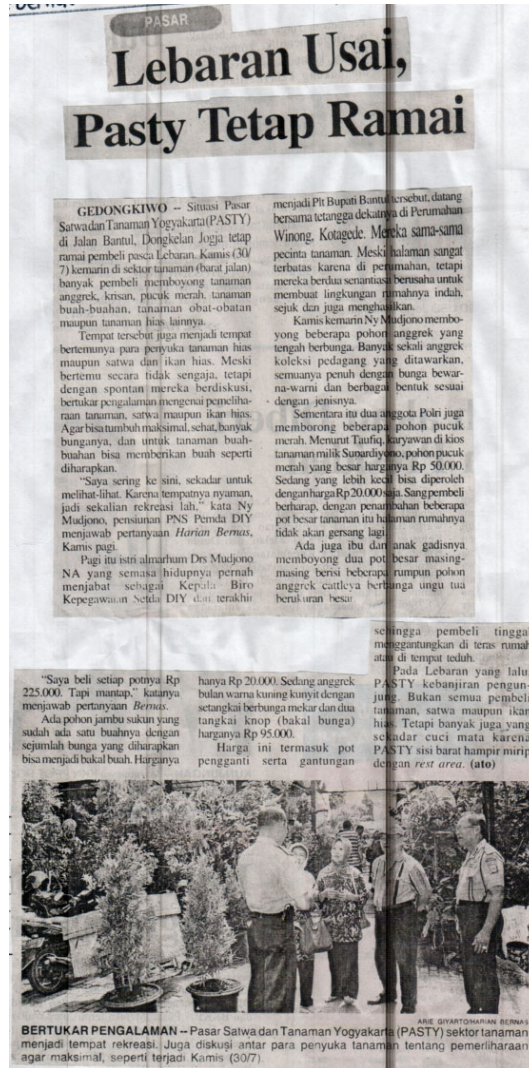 PASAR
Lebaran Usai,
Pasty Tetap Ramai
GEDONGKIWO -- Situasi Pasar
Satwa dan Tanaman Yogyakarta (PASTY)
di Jalan Bantul, Dongkelan Jogja tetap
ramai pembeli pasca Lebaran. Kamis (30/
7) kemarin di sektor tanaman (barat jalan)
banyak pembeli memboyong tanaman
anggrek, krisan, pucuk merah, tanaman
buah-buahan, tanaman obat-obatan
maupun tanaman hias lainnya.
Tempat tersebut juga menjadi tempat
bertemunya para penyuka tanaman hias
maupun satwa dan ikan hias. Meski
bertemu secara tidak sengaja, tetapi
dengan spontan mereka berdiskusi,
bertukar pengalaman mengenai pemeliha-
raan tanaman, satwa maupun ikan hias.
Agar bisa tumbuh maksimal, sehat, banyak
bunganya, dan untuk tanaman buah-
buahan bisa memberikan buah seperti
diharapkan.
"Saya sering ke sini, sekadar untuk
melihat-lihat. Karena tempatnya nyaman,
jadi sekalian rekreasi lah," kata Ny
Mudjono, pensiunan PNS Pemda DIY
menjawab pertanyaan Harian Bernas,
Kamis pagi.
Pagi itu istri almarhum Drs Mudjono
NA yang semasa hidupnya pernah
menjabat sebagai Kepala Biro
Kepegawaian Setda DIY dan terakhir
menjadi Plt Bupati Bantul tersebut, datang
bersama tetangga dekatnya di Perumahan
Winong, Kotagede. Mereka sama-sama
pecinta tanaman. Meski halaman sangat
terbatas karena di perumahan, tetapi
mereka berdua senantiasa berusaha untuk
membuat lingkungan rumahnya indah,
sejuk dan juga menghasilkan.
Kamis kemarin Ny Mudjono membo-
yong beberapa pohon anggrek yang
tengah berbunga. Banyak sekali anggrek
koleksi pedagang yang ditawarkan,
semuanya penuh dengan bunga bewar-
na-warni dan berbagai bentuk sesuai
dengan jenisnya.
Sementara itu dua anggota Polri juga
memborong beberapa pohon pucuk
merah. Menurut Taufiq, karyawan di kios
tanaman milik Sunardiyono, pohon pucuk
merah yang besar harganya Rp 50.000.
Sedang yang lebih kecil bisa diperoleh
dengan harga Rp 20.000 saja. Sang pembeli
berharap, dengan penambahan beberapa
pot besar tanaman itu halaman rumahnya
tidak akan gersang lagi.
Ada juga ibu dan anak gadisnya
memboyong dua pot besar masing-
masing berisi beberapa rumpun pohon
anggrek cattleya berbunga ungu tua
berukuran besar.
"Saya beli setiap potnya Rp
225.000. Tapi mantap," katanya
menjawab pertanyaan Bernas.
Ada pohon jambu sukun yang
sudah ada satu buahnya dengan
sejumlah bunga yang diharapkan
bisa menjadi bakal buah. Harganya
hanya Rp 20.000. Sedang anggrek
bulan warna kuning kunyit dengan
setangkai berbunga mekar dan dua
tangkai knop (bakal bunga)
harganya Rp 95.000.
Harga ini termasuk pot
pengganti serta gantungan
sehingga pembeli tinggal
menggantungkan di teras rumah
atau di tempat teduh.
Pada Lebaran yang lalu
PASTY kebanjiran pengun-
jung. Bukan semua pembeli
tanaman, satwa maupun ikan
hias. Tetapi banyak juga yang
sekadar cuci mata karena
PASTY sisi barat hampir mirip
dengan rest area. (ato)
ARIE GIYARTO/HARIAN BERNAS
BERTUKAR PENGALAMAN -- Pasar Satwa dan Tanaman Yogyakarta (PASTY) sektor tanaman
menjadi tempat rekreasi. Juga diskusi antar para penyuka tanaman tentang pemerliharaan
agar maksimal, seperti terjadi Kamis (30/7).